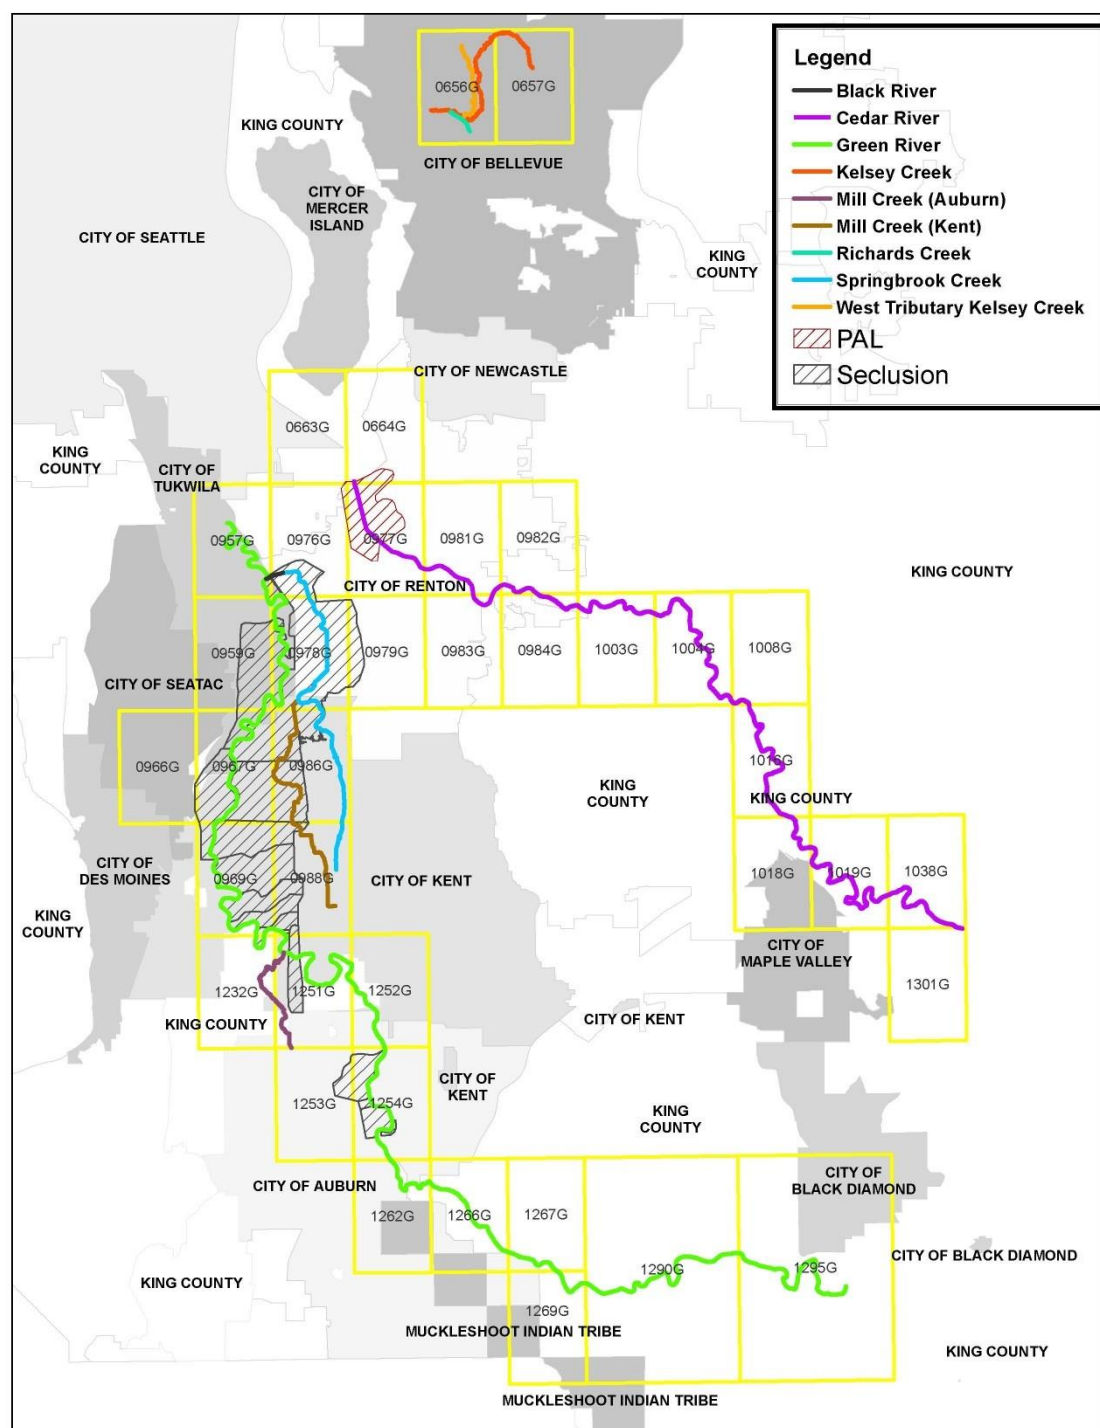 Legend
Black River
Cedar River
Green River
Kelsey Creek
Mill Creek (Auburn)
Mill Creek (Kent)
Richards Creek
Springbrook Creek
West Tributary Kelsey Creek
PAL
Seclusion
0656G
0657G
KING COUNTY
CITY OF BELLEVUE
CITY OF
MERCER
ISLAND
CITY OF SEATTLE
KING
COUNTY
CITY OF NEWCASTLE
0663G
0664G
KING
COUNTY
CITY OF
TUKWILA
0957G
0976G
0977G
0981G
0982G
CITY OF RENTON
KING COUNTY
0959G
0978G
0979G
0983G
0984G
1003G
1004G
1008G
CITY OF SEATAC
0966G
0967G
0986G
KING
COUNTY
1016G
KING COUNTY
CITY OF
DES MOINES
0969G
0988G
CITY OF KENT
1018G
1019G
1038G
KING
COUNTY
CITY OF
MAPLE VALLEY
1232G
1251G
1252G
1301G
KING COUNTY
CITY OF KENT
1253G
1254G
CITY OF
KENT
KING
COUNTY
CITY OF AUBURN
CITY OF
BLACK DIAMOND
1262G
1266G
1267G
CITY OF BLACK DIAMOND
KING COUNTY
1290G
1295G
1269G
MUCKLESHOOT INDIAN TRIBE
KING COUNTY
MUCKLESHOOT INDIAN TRIBE